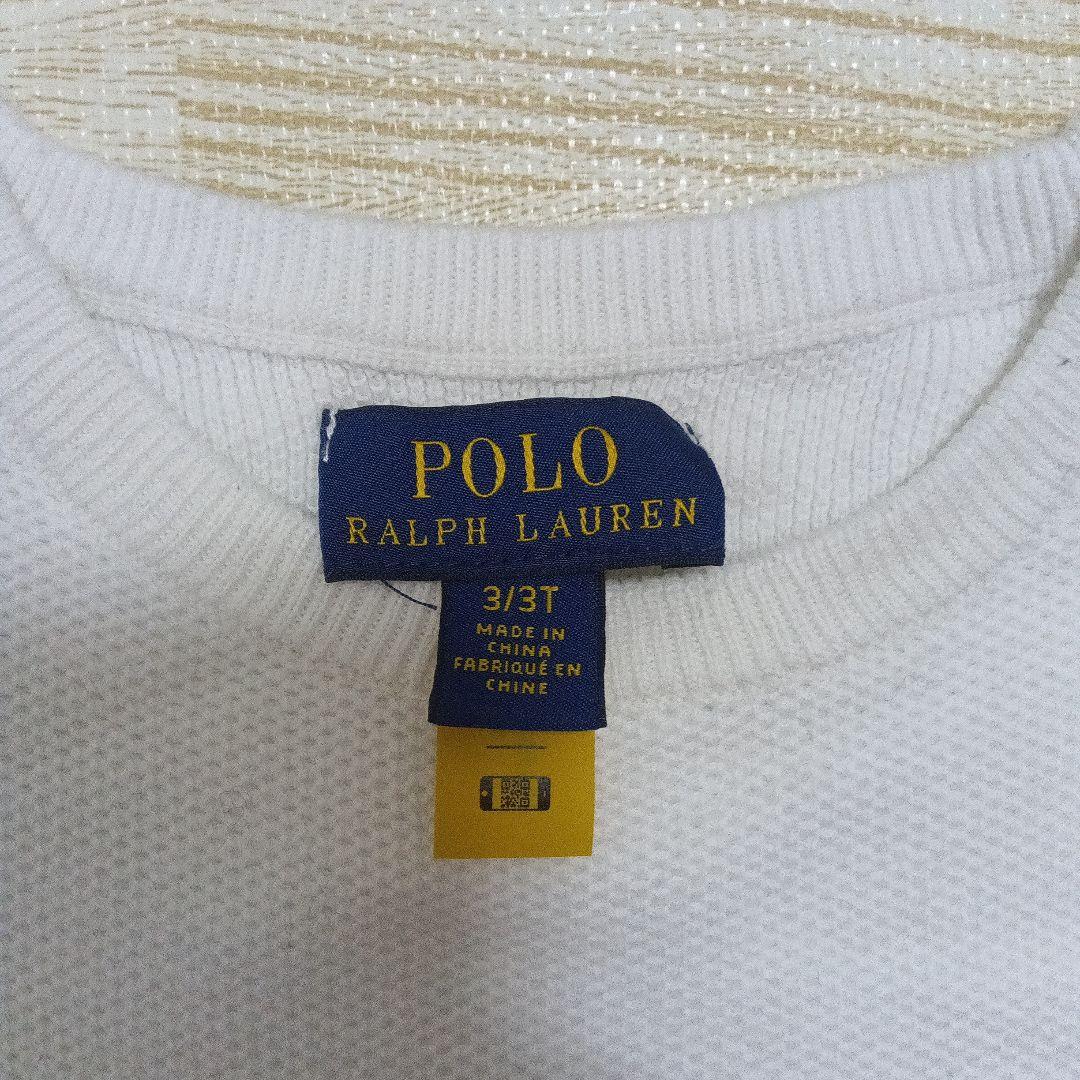 POLO
RALPH LAUREN
3/3T
MADE IN
CHINA
FABRIQUÉ EN
CHINE